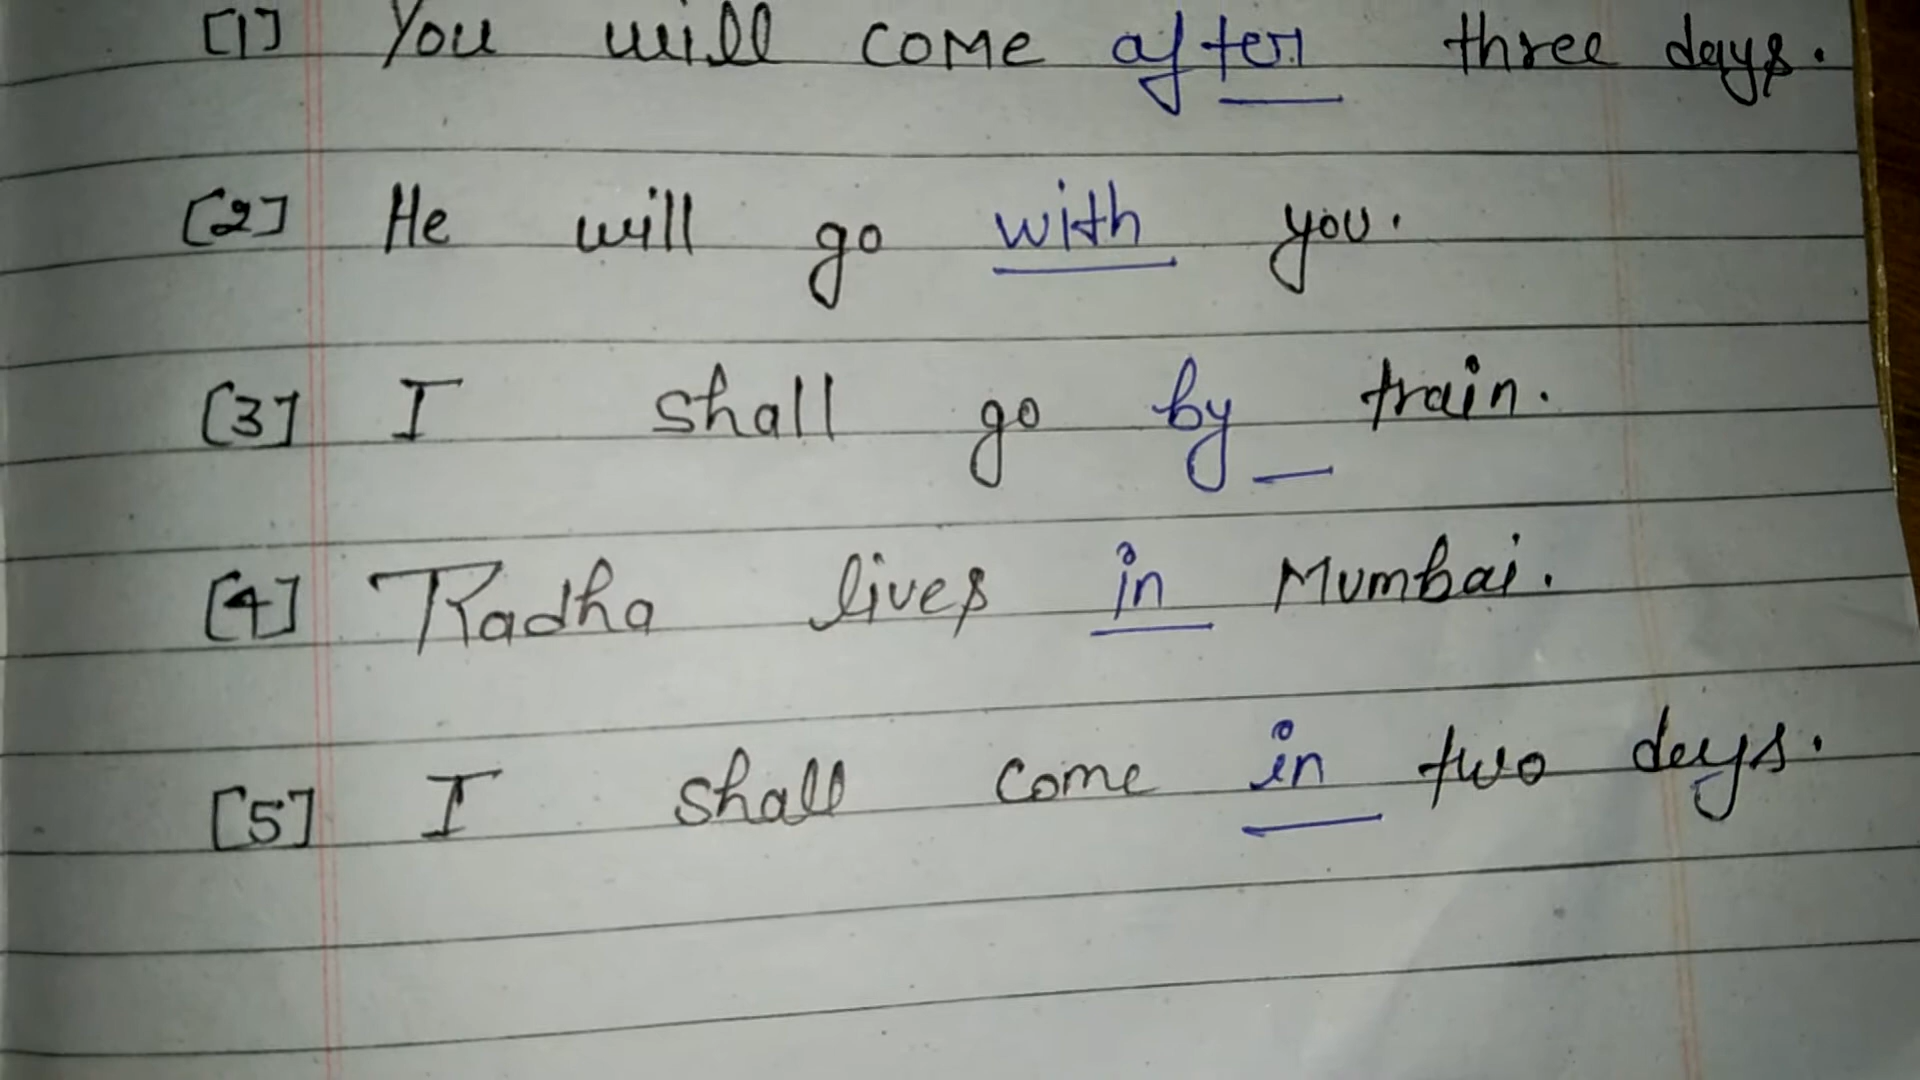 [1] You will come after three days.
[2] He will go with you.
[3] I shall go by train.
[4] Radha lives in Mumbai.
[5] I shall come in two days.